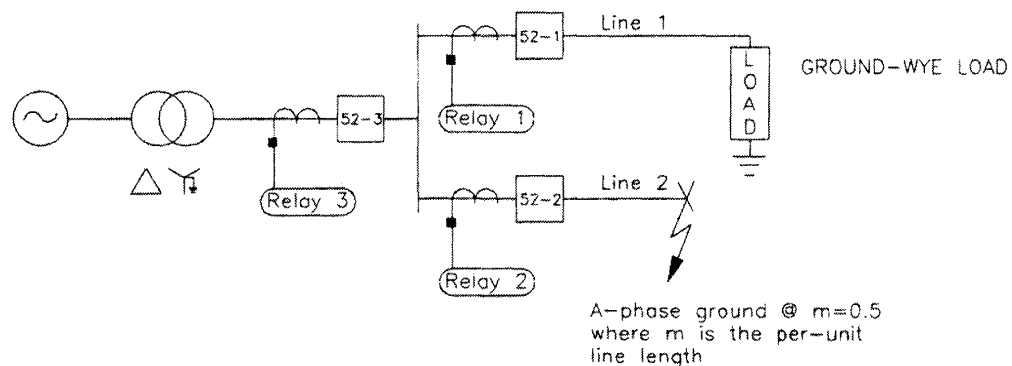 52-1
Line 1
LOAD
GROUND-WYE LOAD
Relay 1
52-3
Relay 3
52-2
Line 2
Relay 2
A-phase ground @ m=0.5
where m is the per-unit
line length